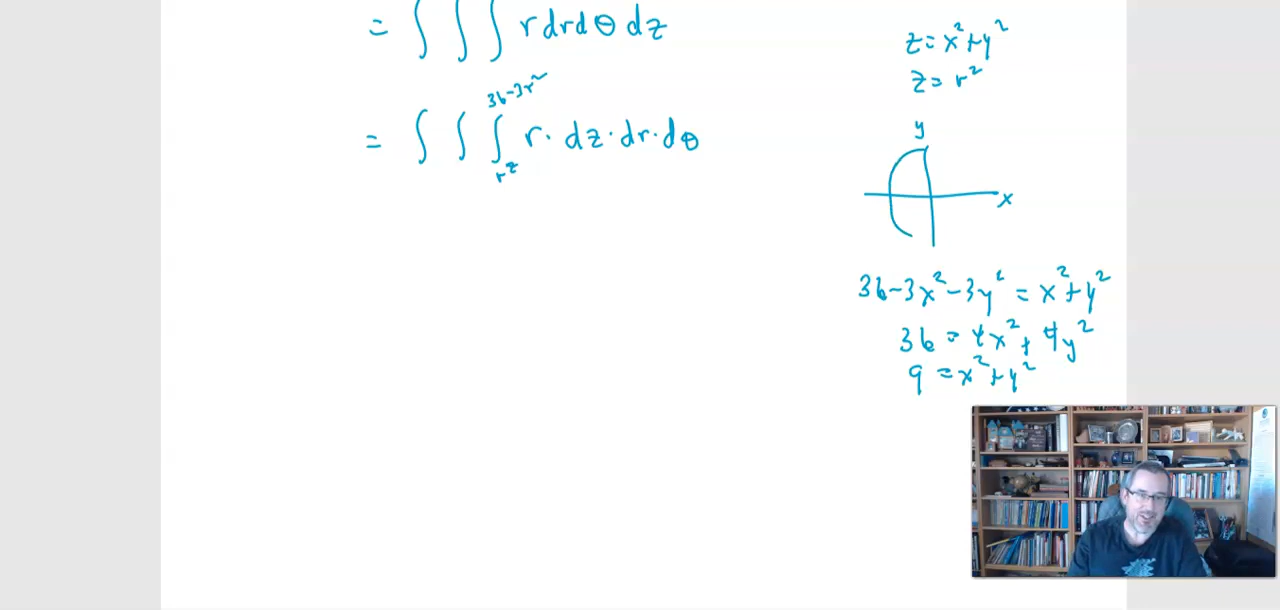 = ∫ ∫ ∫ r dr dθ dz
= ∫ ∫ ∫_{r²}^{36-3r²} r · dz · dr · dθ
z = x² + y²
z = r²
y
x
36 - 3x² - 3y² = x² + y²
36 = 4x² + 4y²
9 = x² + y²